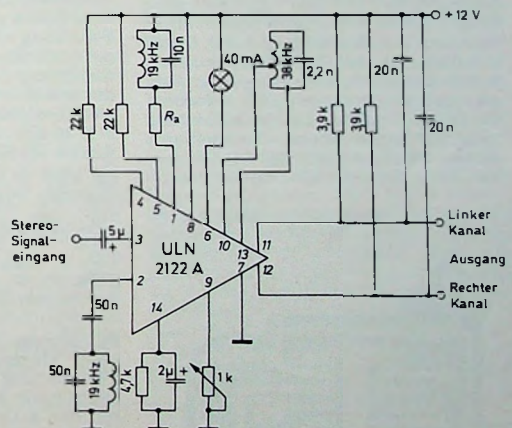 + 12 V
19 kHz
10 n
40 mA
38 kHz
2,2 n
20 n
20 n
22 k
22 k
Ra
3,9 k
3,9 k
4
5
1
8
6
10
13
11
Stereo-
Signal-
eingang
5 µ
+
3
ULN
2122 A
7
12
Linker
Kanal
Ausgang
Rechter
Kanal
2
14
9
50 n
50 n
19 kHz
4,7 k
2 µ
+
1 k